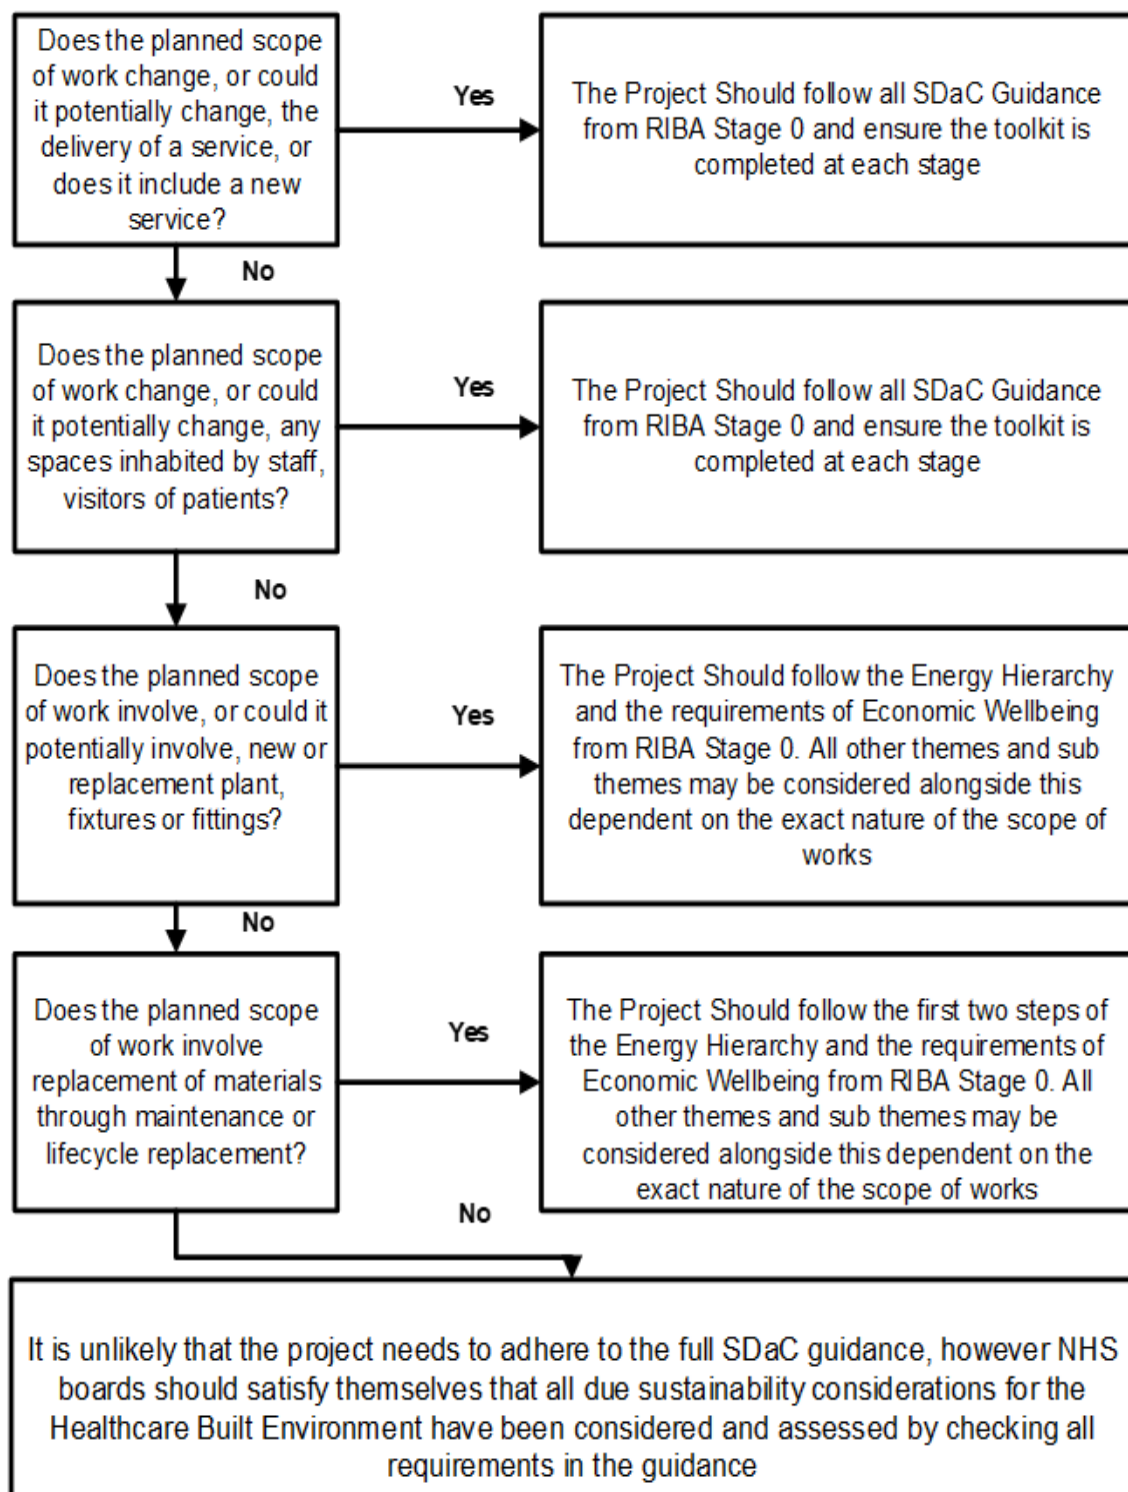 Does the planned scope
of work change, or could
it potentially change, the
delivery of a service, or
does it include a new
service?
Yes
The Project Should follow all SDaC Guidance
from RIBA Stage 0 and ensure the toolkit is
completed at each stage
No
Does the planned scope
of work change, or could
it potentially change, any
spaces inhabited by staff,
visitors of patients?
Yes
The Project Should follow all SDaC Guidance
from RIBA Stage 0 and ensure the toolkit is
completed at each stage
No
Does the planned scope
of work involve, or could it
potentially involve, new or
replacement plant,
fixtures or fittings?
Yes
The Project Should follow the Energy Hierarchy
and the requirements of Economic Wellbeing
from RIBA Stage 0. All other themes and sub
themes may be considered alongside this
dependent on the exact nature of the scope of
works
No
Does the planned scope
of work involve
replacement of materials
through maintenance or
lifecycle replacement?
Yes
The Project Should follow the first two steps of
the Energy Hierarchy and the requirements of
Economic Wellbeing from RIBA Stage 0. All
other themes and sub themes may be
considered alongside this dependent on the
exact nature of the scope of works
No
It is unlikely that the project needs to adhere to the full SDaC guidance, however NHS
boards should satisfy themselves that all due sustainability considerations for the
Healthcare Built Environment have been considered and assessed by checking all
requirements in the guidance